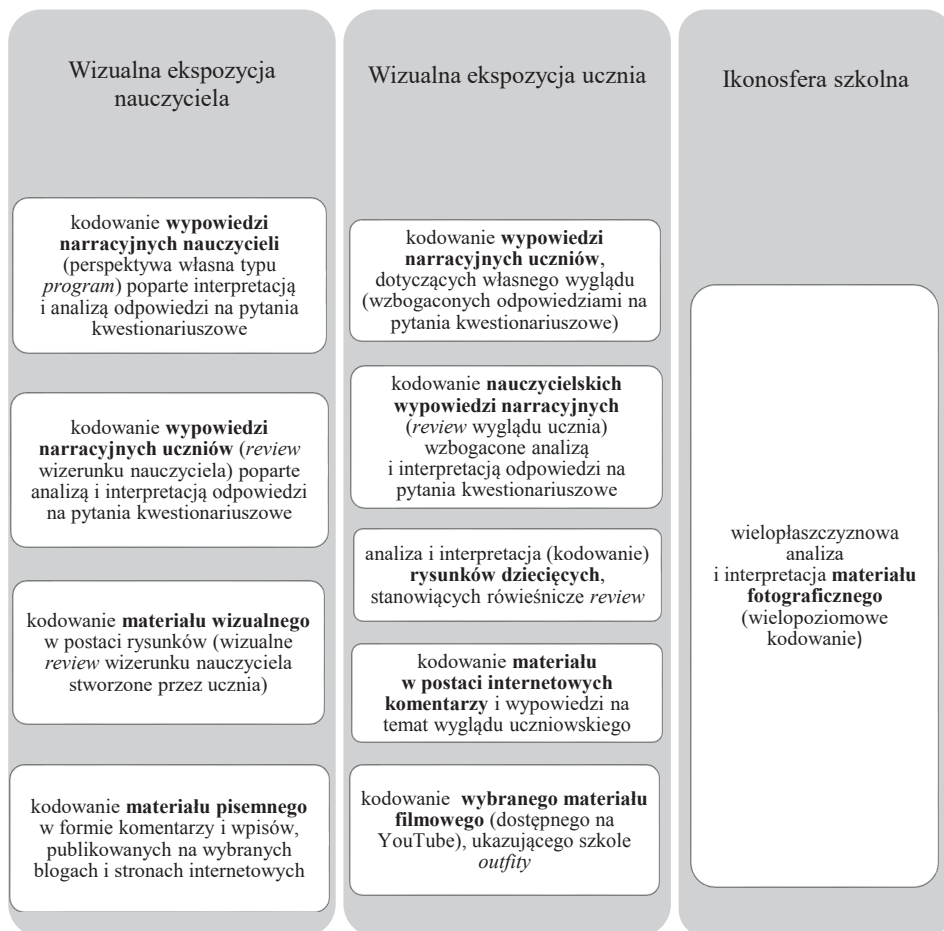 Wizualna ekspozycja
nauczyciela
kodowanie wypowiedzi
narracyjnych nauczycieli
(perspektywa własna typu
program) poparte interpretacją
i analizą odpowiedzi na pytania
kwestionariuszowe
kodowanie wypowiedzi
narracyjnych uczniów (review
wizerunku nauczyciela) poparte
analizą i interpretacją odpowiedzi
na pytania kwestionariuszowe
kodowanie materiału wizualnego
w postaci rysunków (wizualne
review wizerunku nauczyciela
stworzone przez ucznia)
kodowanie materiału pisemnego
w formie komentarzy i wpisów,
publikowanych na wybranych
blogach i stronach internetowych
Wizualna ekspozycja ucznia
kodowanie wypowiedzi
narracyjnych uczniów,
dotyczących własnego wyglądu
(wzbogaconych odpowiedziami na
pytania kwestionariuszowe)
kodowanie nauczycielskich
wypowiedzi narracyjnych
(review wyglądu ucznia)
wzbogacone analizą
i interpretacją odpowiedzi na
pytania kwestionariuszowe
analiza i interpretacja (kodowanie)
rysunków dziecięcych,
stanowiących rówieśnicze review
kodowanie materiału
w postaci internetowych
komentarzy i wypowiedzi na
temat wyglądu uczniowskiego
kodowanie wybranego materiału
filmowego (dostępnego na
YouTube), ukazującego szkole
outfity
Ikonosfera szkolna
wielopłaszczyznowa
analiza
i interpretacja materiału
fotograficznego
(wielopoziomowe
kodowanie)